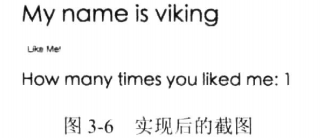 My name is viking
Like Me!
How many times you liked me: 1
图 3-6 实现后的截图